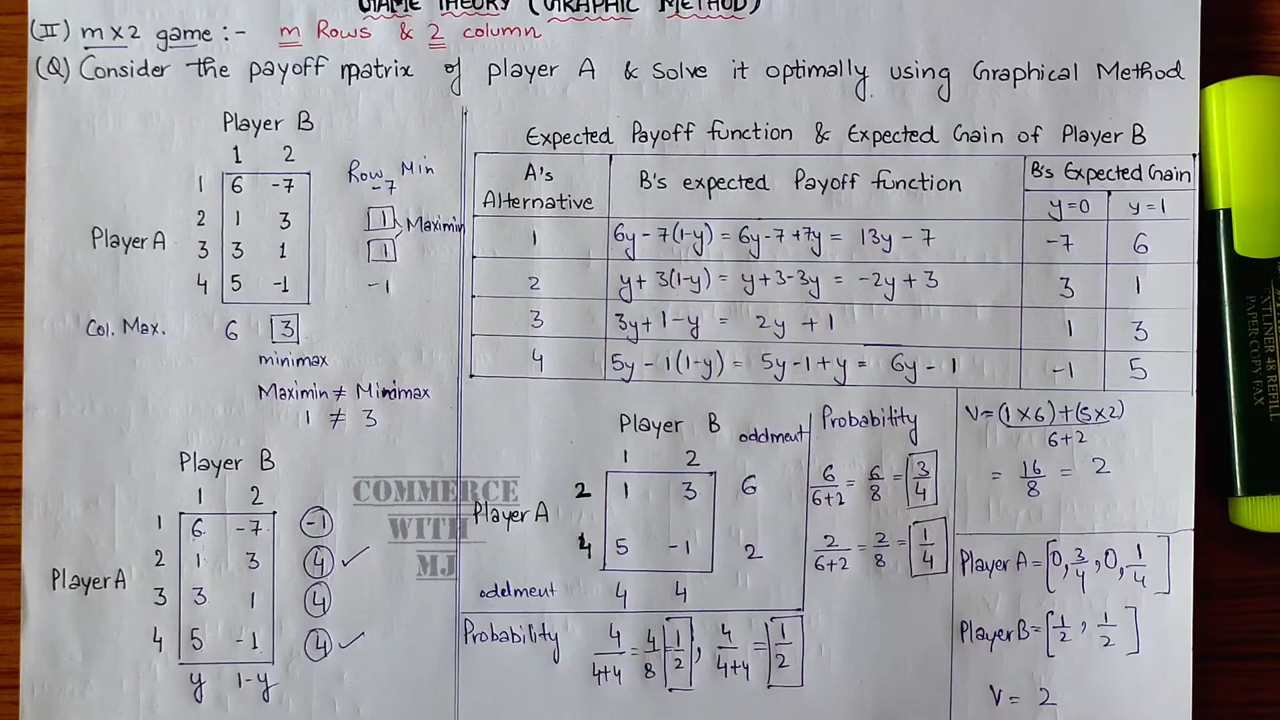 GAME THEORY (GRAPHIC METHOD)
(II) m x 2 game :- m Rows & 2 column
(Q) Consider the payoff matrix of player A & Solve it optimally using Graphical Method
Player B
1 2
Row Min
1 6 -7 -7
2 1 3 1
Maximin
Player A
3 3 1 1
4 5 -1 -1
Col. Max. 6 3
minimax
Maximin ≠ Minimax
1 ≠ 3
Player B
1 2
1 6 -7 -1
2 1 3 4 ✓
Player A
3 3 1 4
4 5 -1 4 ✓
y 1-y
Expected Payoff function & Expected Gain of Player B
A's Alternative B's expected Payoff function B's Expected Gain
y=0 y=1
1 6y - 7(1-y) = 6y - 7 + 7y = 13y - 7 -7 6
2 y + 3(1-y) = y + 3 - 3y = -2y + 3 3 1
3 3y + 1 - y = 2y + 1 1 3
4 5y - 1(1-y) = 5y - 1 + y = 6y - 1 -1 5
Player B oddment Probability
1 2
2 1 3 6 6/6+2 = 6/8 = 3/4
Player A
4 5 -1 2 2/6+2 = 2/8 = 1/4
oddment 4 4
Probability 4/4+4 = 4/8 = 1/2, 4/4+4 = 1/2
V = (1x6)+(5x2)/6+2
= 16/8 = 2
Player A = [0, 3/4, 0, 1/4]
Player B = [1/2, 1/2]
V = 2
COMMERCE
WITH
MJ
PAPER COPY FAX